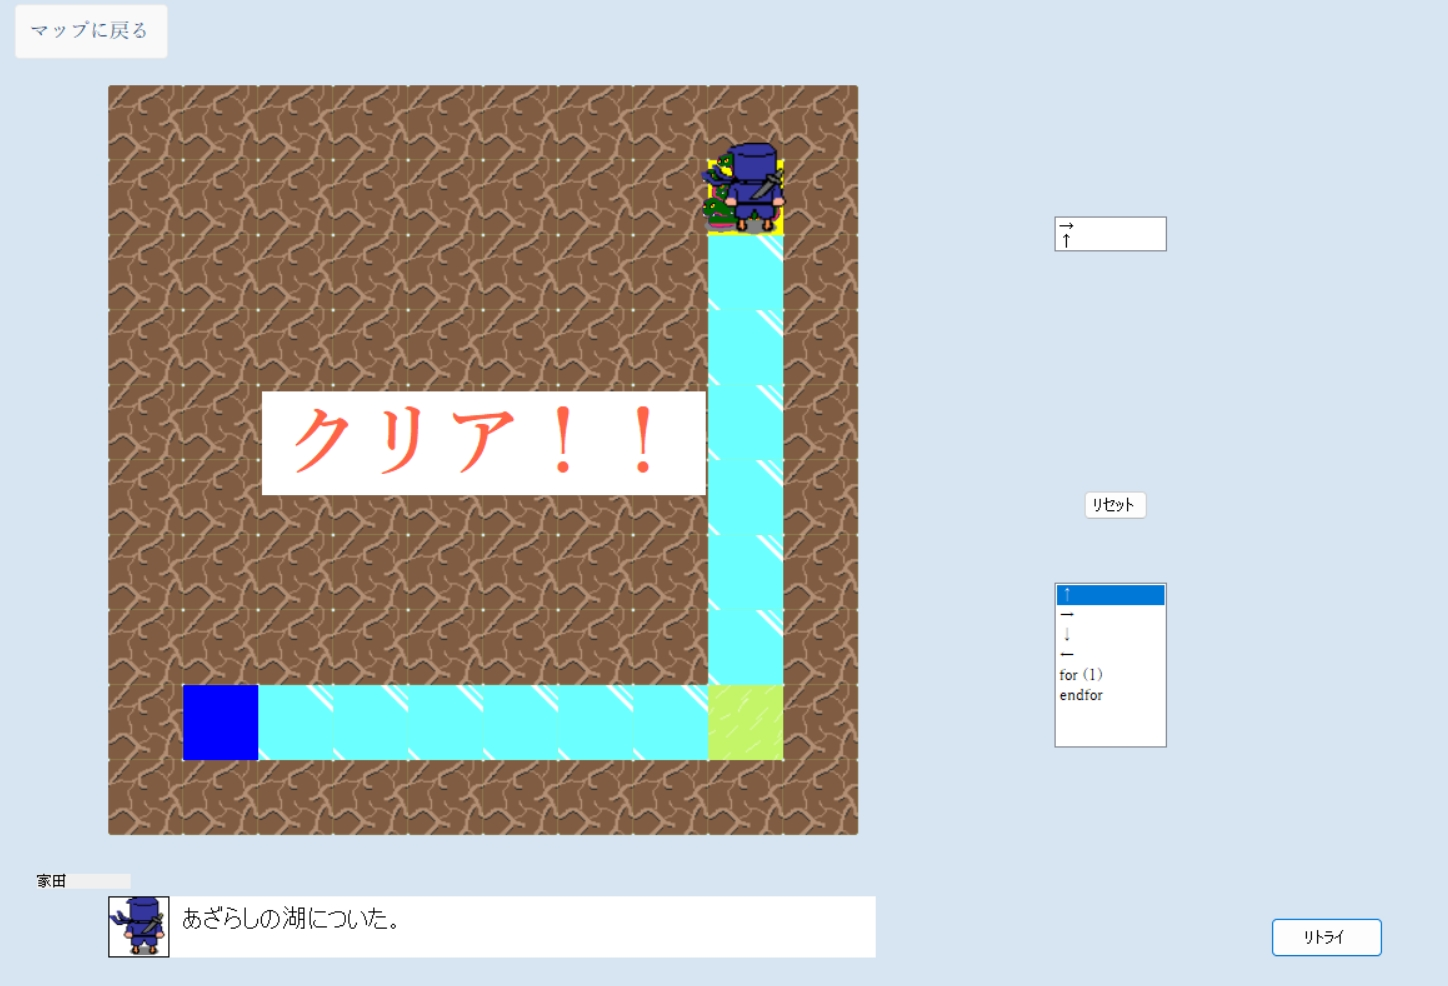 マップに戻る
→
↑
クリア！！
リセット
↑
→
↓
←
for (1)
endfor
家田
あざらしの湖についた。
リトライ